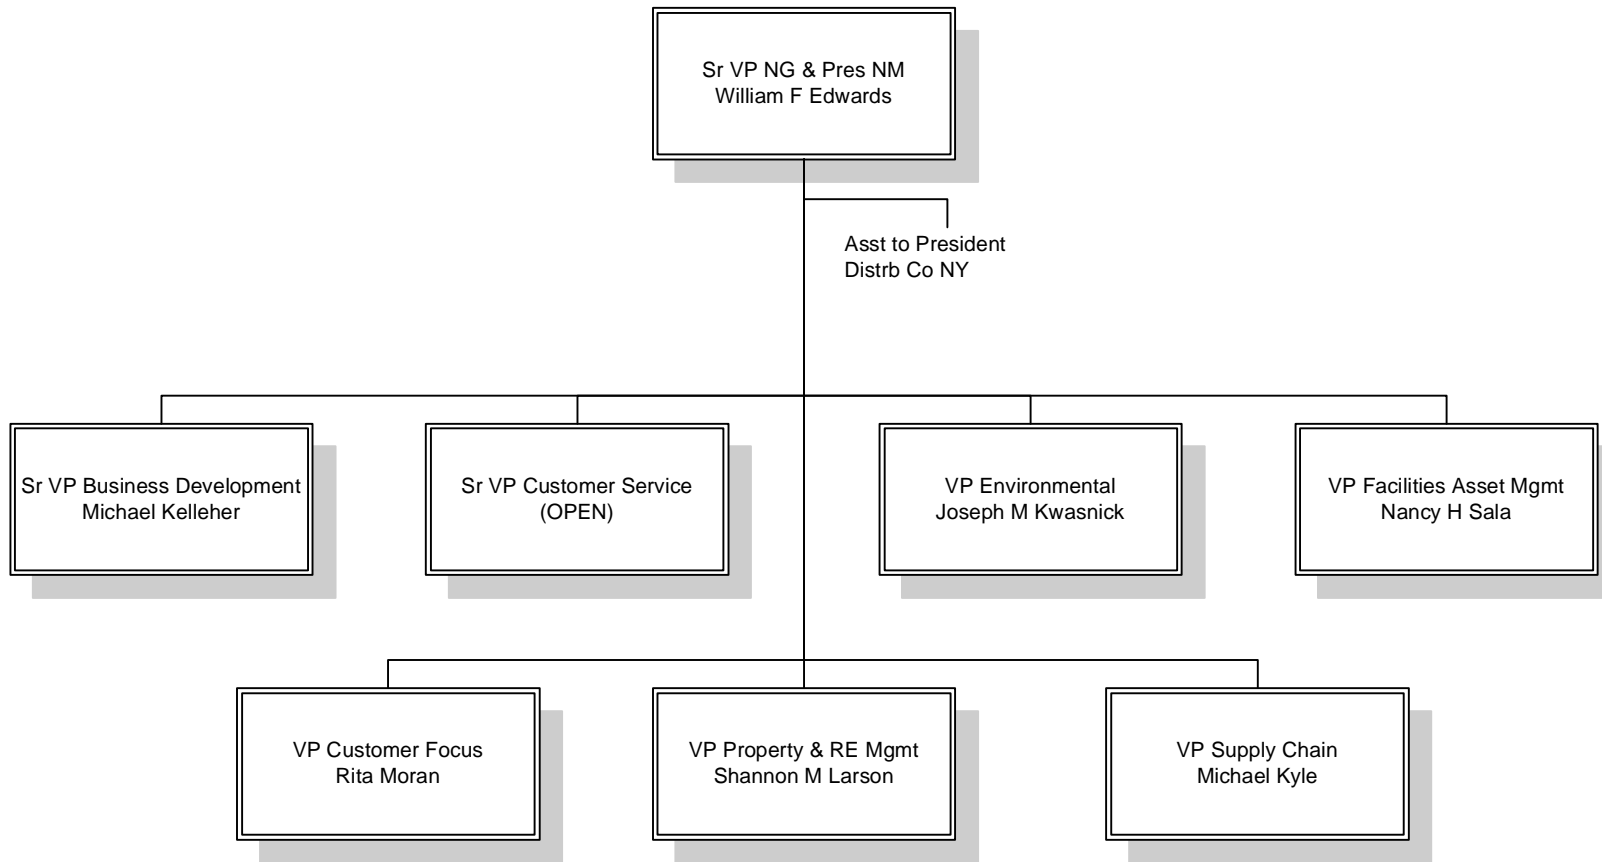 Sr VP NG & Pres NM
William F Edwards
Asst to President
Distrb Co NY
Sr VP Business Development
Michael Kelleher
Sr VP Customer Service
(OPEN)
VP Environmental
Joseph M Kwasnick
VP Facilities Asset Mgmt
Nancy H Sala
VP Customer Focus
Rita Moran
VP Property & RE Mgmt
Shannon M Larson
VP Supply Chain
Michael Kyle